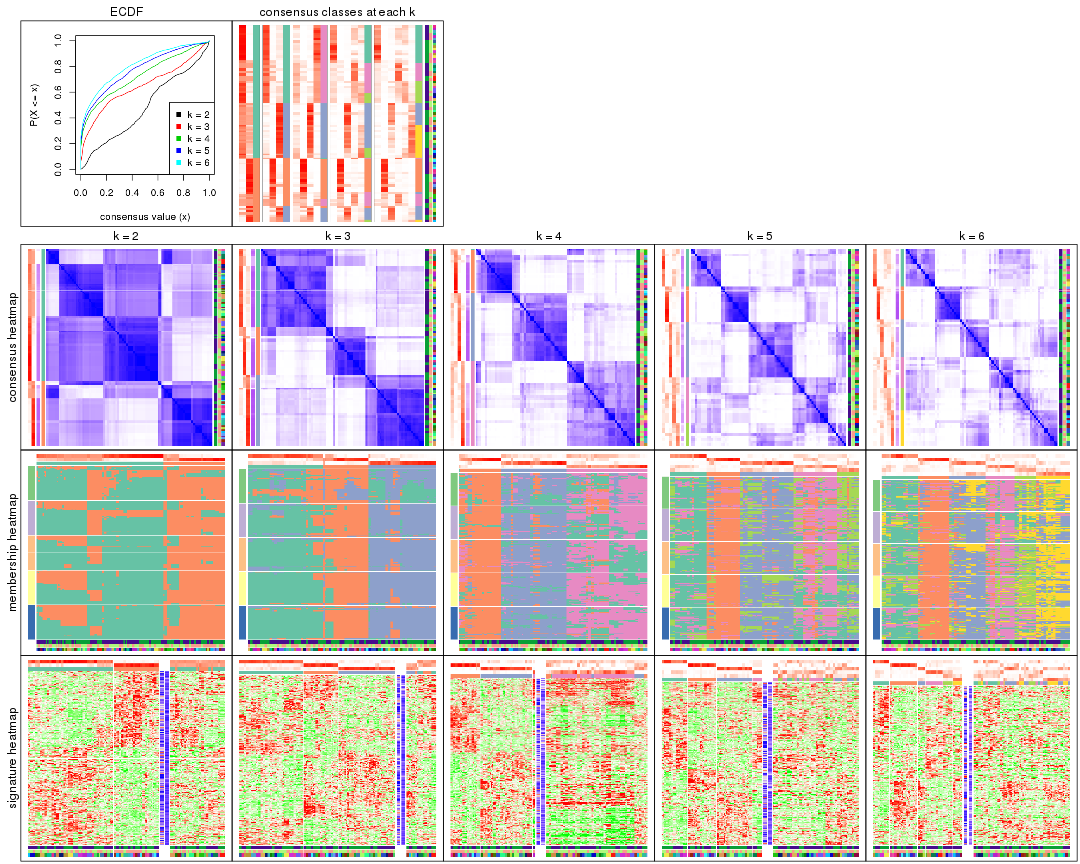 ECDF
consensus classes at each k
P(X <= x)
1.0
0.8
0.6
0.4
0.2
0.0
k = 2
k = 3
k = 4
k = 5
k = 6
0.0 0.2 0.4 0.6 0.8 1.0
consensus value (x)
k = 2 k = 3 k = 4 k = 5 k = 6
consensus heatmap
membership heatmap
signature heatmap